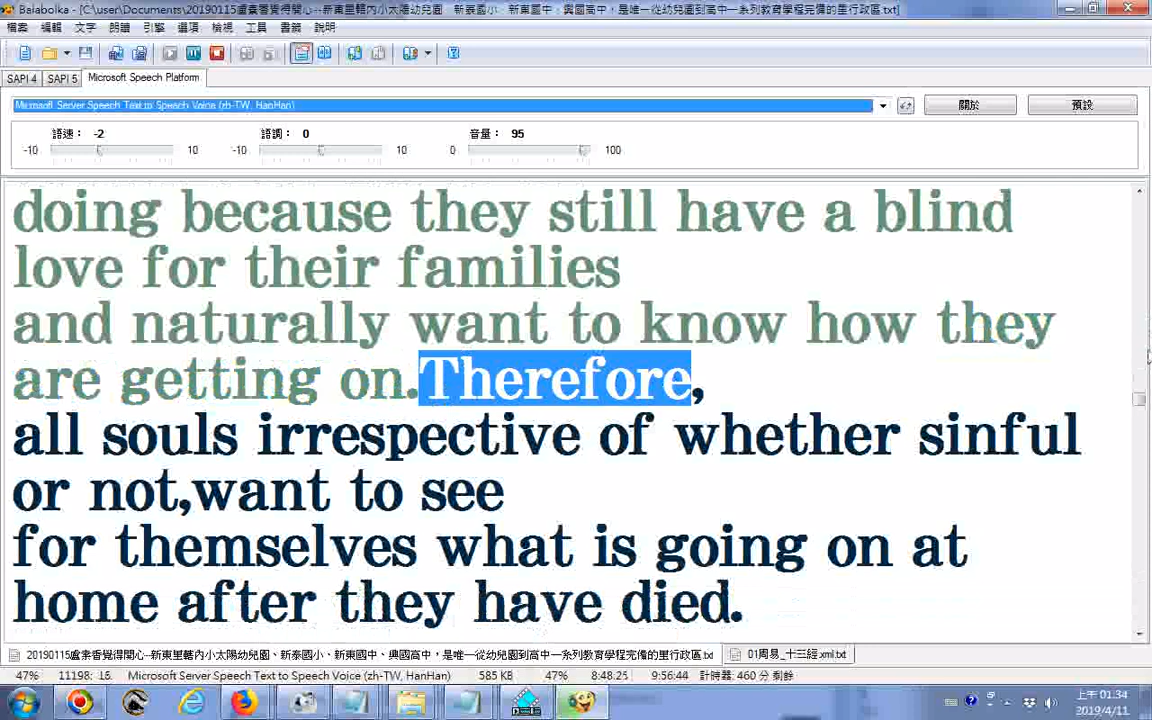 Balabolka - [C:\user\Documents\20190115盧素香覺得開心--新東里轄內小太陽幼兒園、新泰國小、新東國中、興國高中，是唯一從幼兒園到高中一系列教育學程完備的里行政區.txt]
檔案 編輯 文字 朗讀 引擎 選項 檢視 工具 書簽 說明
SAPI 4 SAPI 5 Microsoft Speech Platform
Microsoft Server Speech Text to Speech Voice (zh-TW, HanHan) 關於 預設
語速： -2 語調： 0 音量： 95
-10 10 -10 10 0 100
doing because they still have a blind
love for their families
and naturally want to know how they
are getting on.Therefore,
all souls irrespective of whether sinful
or not,want to see
for themselves what is going on at
home after they have died.
20190115盧素香覺得開心--新東里轄內小太陽幼兒園、新泰國小、新東國中、興國高中，是唯一從幼兒園到高中一系列教育學程完備的里行政區.txt 01周易_十三經.xml.txt
47% 11198: 16. Microsoft Server Speech Text to Speech Voice (zh-TW, HanHan) 585 KB 47% 8:48:25 9:56:44 計時器: 460 分 剩餘
上午 01:34
2019/4/11